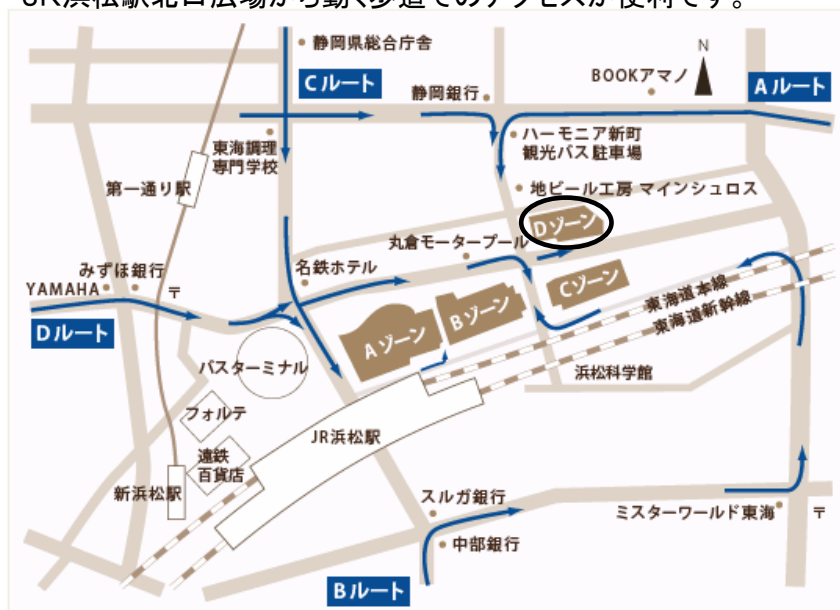 JR浜松駅北口広場から動く歩道でのアクセスが便利です。
静岡県総合庁舎
Cルート
静岡銀行
BOOKアマノ
N
Aルート
東海調理
専門学校
ハーモニア新町
観光バス駐車場
第一通り駅
地ビール工房 マインシュロス
Dゾーン
丸倉モータープール
みずほ銀行
名鉄ホテル
YAMAHA
〒
Cゾーン
東海道本線
東海道新幹線
Dルート
Bゾーン
Aゾーン
バスターミナル
浜松科学館
フォルテ
JR浜松駅
遠鉄
百貨店
新浜松駅
スルガ銀行
ミスターワールド東海
〒
中部銀行
Bルート